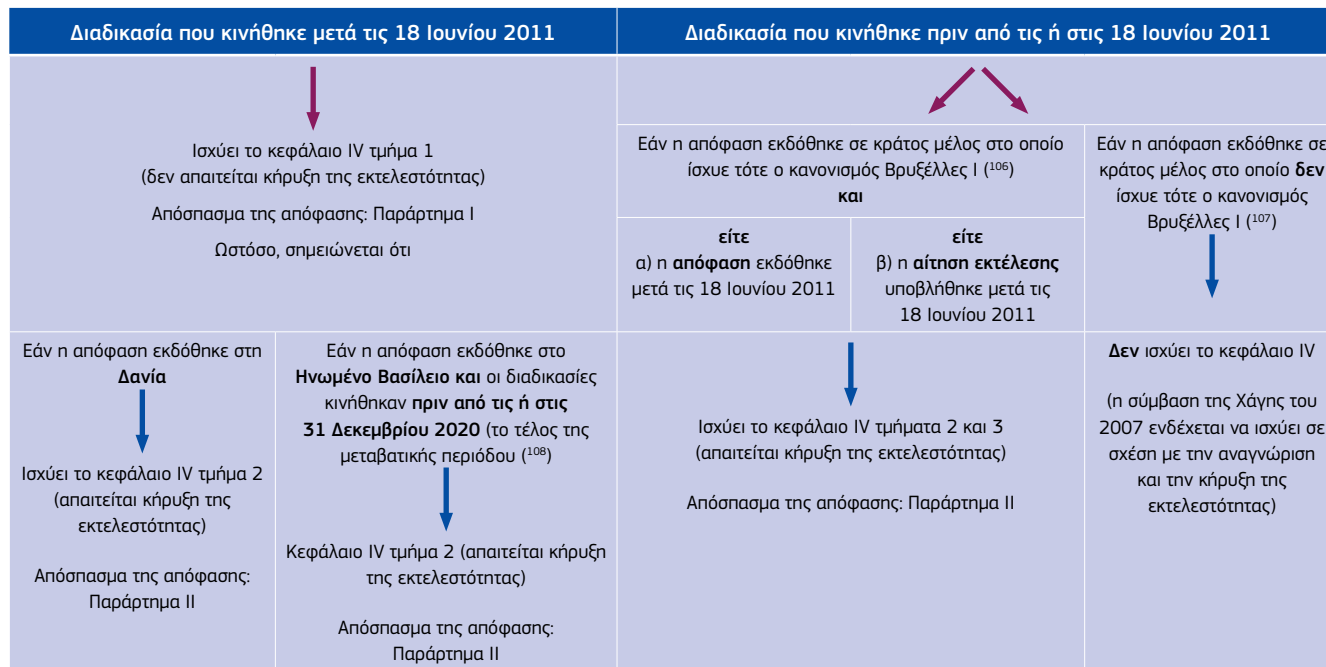 Διαδικασία που κινήθηκε μετά τις 18 Ιουνίου 2011
Διαδικασία που κινήθηκε πριν από τις ή στις 18 Ιουνίου 2011
Ισχύει το κεφάλαιο IV τμήμα 1
(δεν απαιτείται κήρυξη της εκτελεστότητας)
Απόσπασμα της απόφασης: Παράρτημα I
Ωστόσο, σημειώνεται ότι
Εάν η απόφαση εκδόθηκε σε κράτος μέλος στο οποίο
ίσχυε τότε ο κανονισμός Βρυξέλλες I (106)
και
είτε
α) η απόφαση εκδόθηκε
μετά τις 18 Ιουνίου 2011
είτε
β) η αίτηση εκτέλεσης
υποβλήθηκε μετά τις
18 Ιουνίου 2011
Εάν η απόφαση εκδόθηκε σε
κράτος μέλος στο οποίο δεν
ίσχυε τότε ο κανονισμός
Βρυξέλλες I (107)
Εάν η απόφαση εκδόθηκε στη
Δανία
Ισχύει το κεφάλαιο IV τμήμα 2
(απαιτείται κήρυξη της
εκτελεστότητας)
Απόσπασμα της απόφασης:
Παράρτημα II
Εάν η απόφαση εκδόθηκε στο
Ηνωμένο Βασίλειο και οι διαδικασίες
κινήθηκαν πριν από τις ή στις
31 Δεκεμβρίου 2020 (το τέλος της
μεταβατικής περιόδου (108)
Κεφάλαιο IV τμήμα 2 (απαιτείται κήρυξη
της εκτελεστότητας)
Απόσπασμα της απόφασης:
Παράρτημα II
Ισχύει το κεφάλαιο IV τμήματα 2 και 3
(απαιτείται κήρυξη της εκτελεστότητας)
Απόσπασμα της απόφασης: Παράρτημα II
Δεν ισχύει το κεφάλαιο IV
(η σύμβαση της Χάγης του
2007 ενδέχεται να ισχύει σε
σχέση με την αναγνώριση
και την κήρυξη της
εκτελεστότητας)